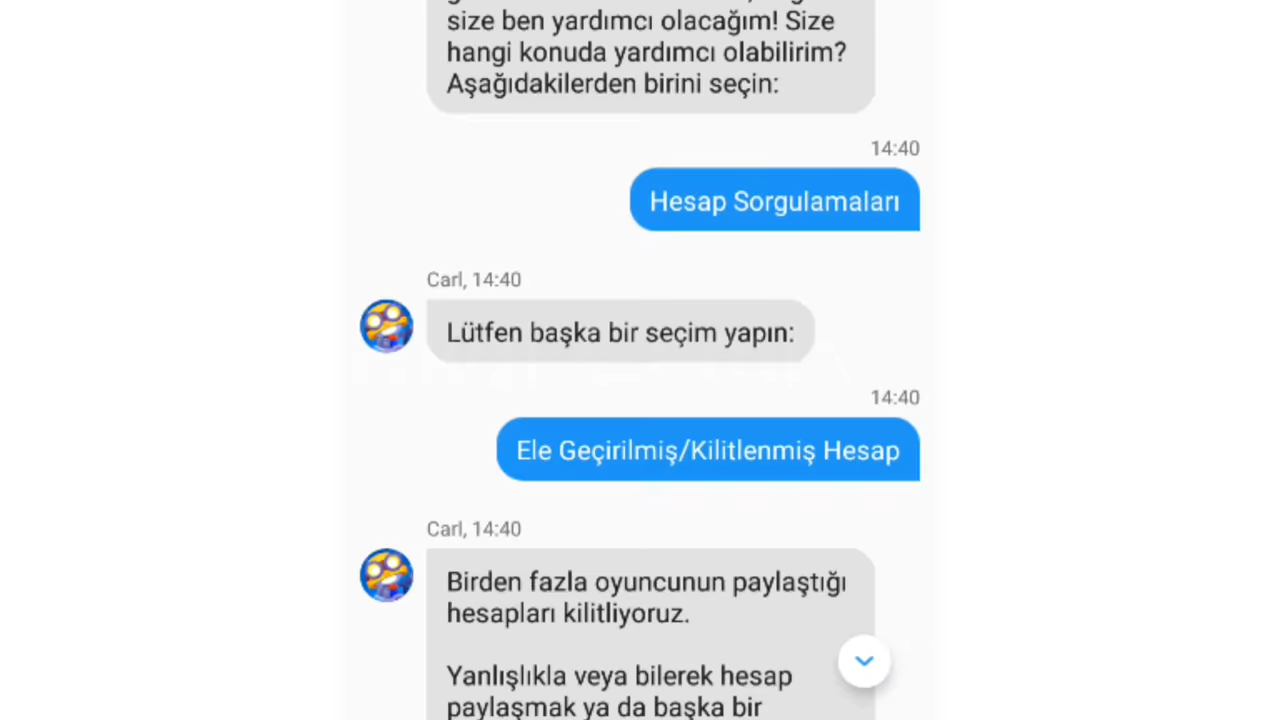 size ben yardımcı olacağım! Size
hangi konuda yardımcı olabilirim?
Aşağıdakilerden birini seçin:
14:40
Hesap Sorgulamaları
Carl, 14:40
Lütfen başka bir seçim yapın:
14:40
Ele Geçirilmiş/Kilitlenmiş Hesap
Carl, 14:40
Birden fazla oyuncunun paylaştığı
hesapları kilitliyoruz.
Yanlışlıkla veya bilerek hesap
paylaşmak ya da başka bir